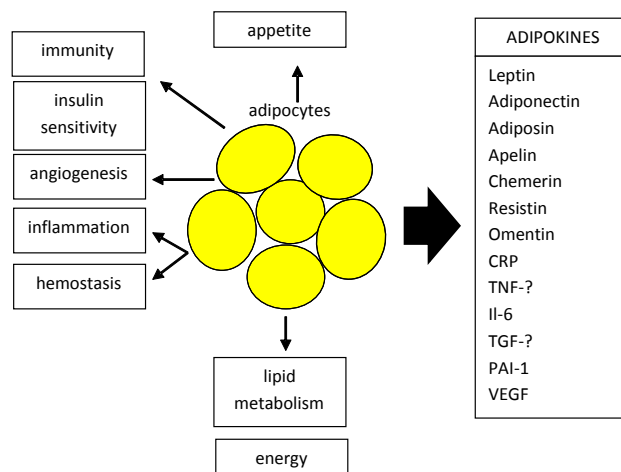 appetite
immunity
insulin
sensitivity
adipocytes
angiogenesis
inflammation
hemostasis
lipid
metabolism
energy
ADIPOKINES
Leptin
Adiponectin
Adiposin
Apelin
Chemerin
Resistin
Omentin
CRP
TNF-?
Il-6
TGF-?
PAI-1
VEGF